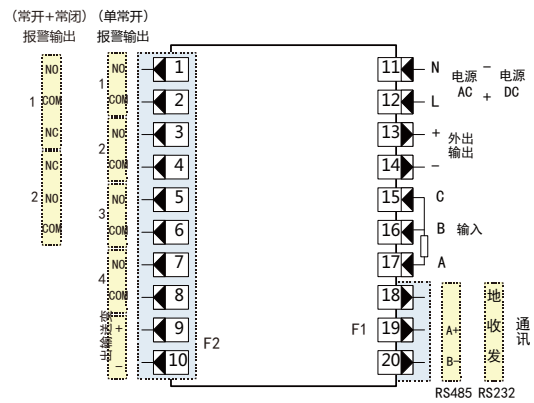 （常开+常闭）（单常开）
报警输出 报警输出
NO NO 1 11 N 电源 － 电源
1 COM 1 COM 2 12 L AC + DC
NC NO 3 13 + 外出
2 输出
NC COM 4 14 －
2 NO NO 5 15 C
3
COM COM 6 16 B 输入
NO 7 17 A
4
COM 8 18 地
变送输出 + 9 F2 F1 19 A+ 收 通讯
－ 10 20 B- 发
RS485 RS232